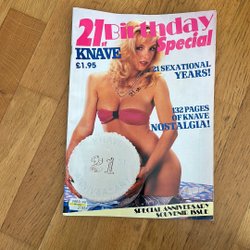 21st Birthday
Special
KNAVE
£1.95
21 SEXATIONAL
YEARS!
132 PAGES
OF KNAVE
NOSTALGIA!
21
SPECIAL ANNIVERSARY
SOUVENIR ISSUE